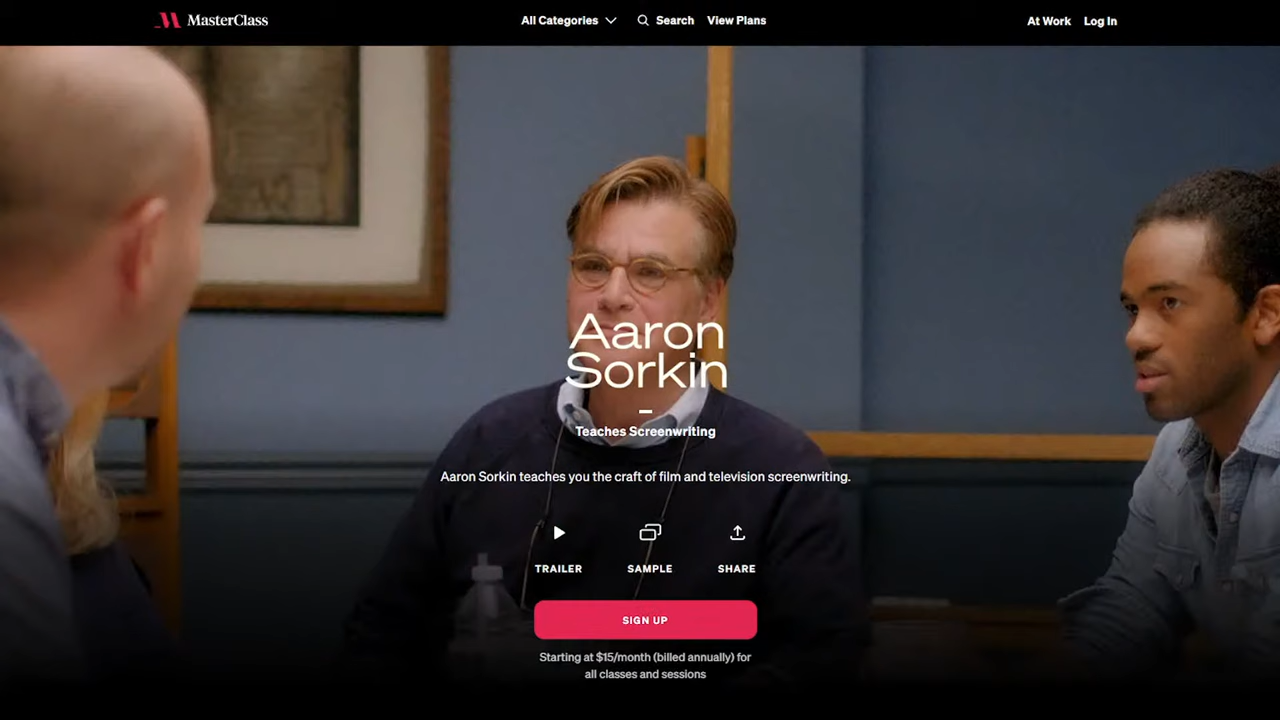 MasterClass
All Categories
Search
View Plans
At Work
Log In
Aaron
Sorkin
Teaches Screenwriting
Aaron Sorkin teaches you the craft of film and television screenwriting.
TRAILER
SAMPLE
SHARE
SIGN UP
Starting at $15/month (billed annually) for
all classes and sessions